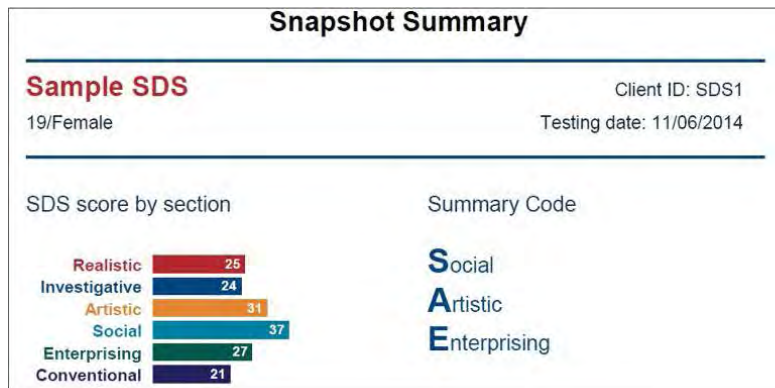 Snapshot Summary
Sample SDS
Client ID: SDS1
19/Female
Testing date: 11/06/2014
SDS score by section
Summary Code
Realistic 25
Investigative 24
Artistic 31
Social 37
Enterprising 27
Conventional 21
Social
Artistic
Enterprising